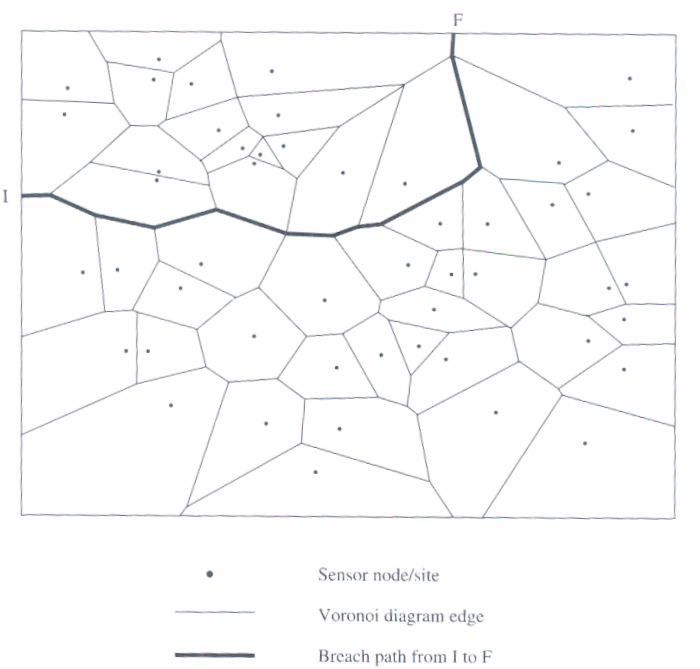 F
I
Sensor node/site
Voronoi diagram edge
Breach path from I to F